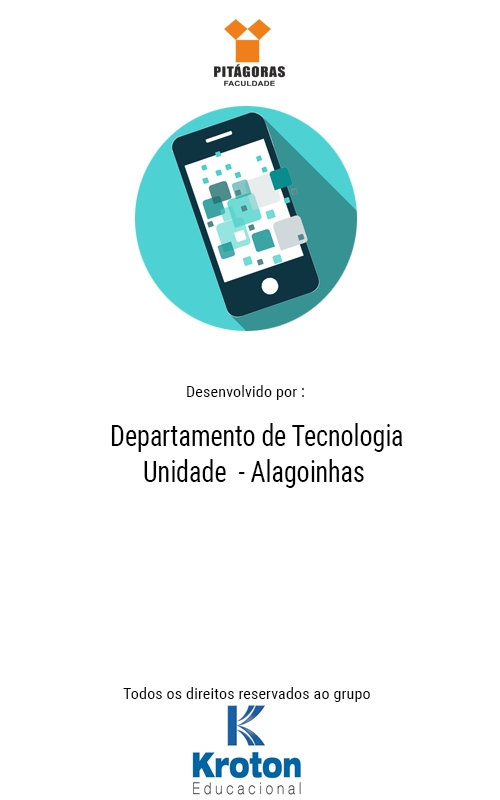 PITÁGORAS
FACULDADE
Desenvolvido por :
Departamento de Tecnologia
Unidade - Alagoinhas
Todos os direitos reservados ao grupo
Kroton
Educacional